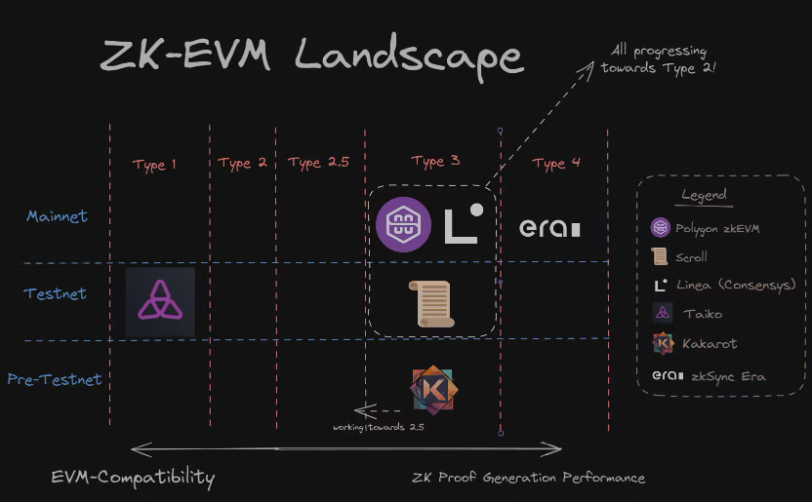 ZK-EVM Landscape
All progressing
towards Type 2!
Type 1
Type 2
Type 2.5
Type 3
Type 4
Mainnet
era
Testnet
Pre-Testnet
K
working towards 2.5
EVM-Compatibility
ZK Proof Generation Performance
Legend
Polygon zkEVM
Scroll
L Linea (Consensys)
Taiko
K Kakarot
era zkSync Era